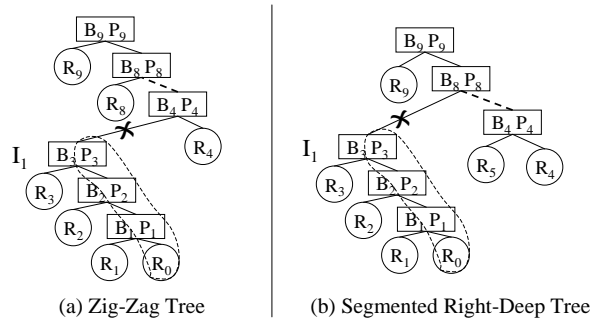 B9 P9
R9
B8 P8
R8
B4 P4
R4
I1
B3 P3
R3
B2 P2
R2
B1 P1
R1
R0
(a) Zig-Zag Tree
B9 P9
R9
B8 P8
B4 P4
R5
R4
I1
B3 P3
R3
B2 P2
R2
B1 P1
R1
R0
(b) Segmented Right-Deep Tree